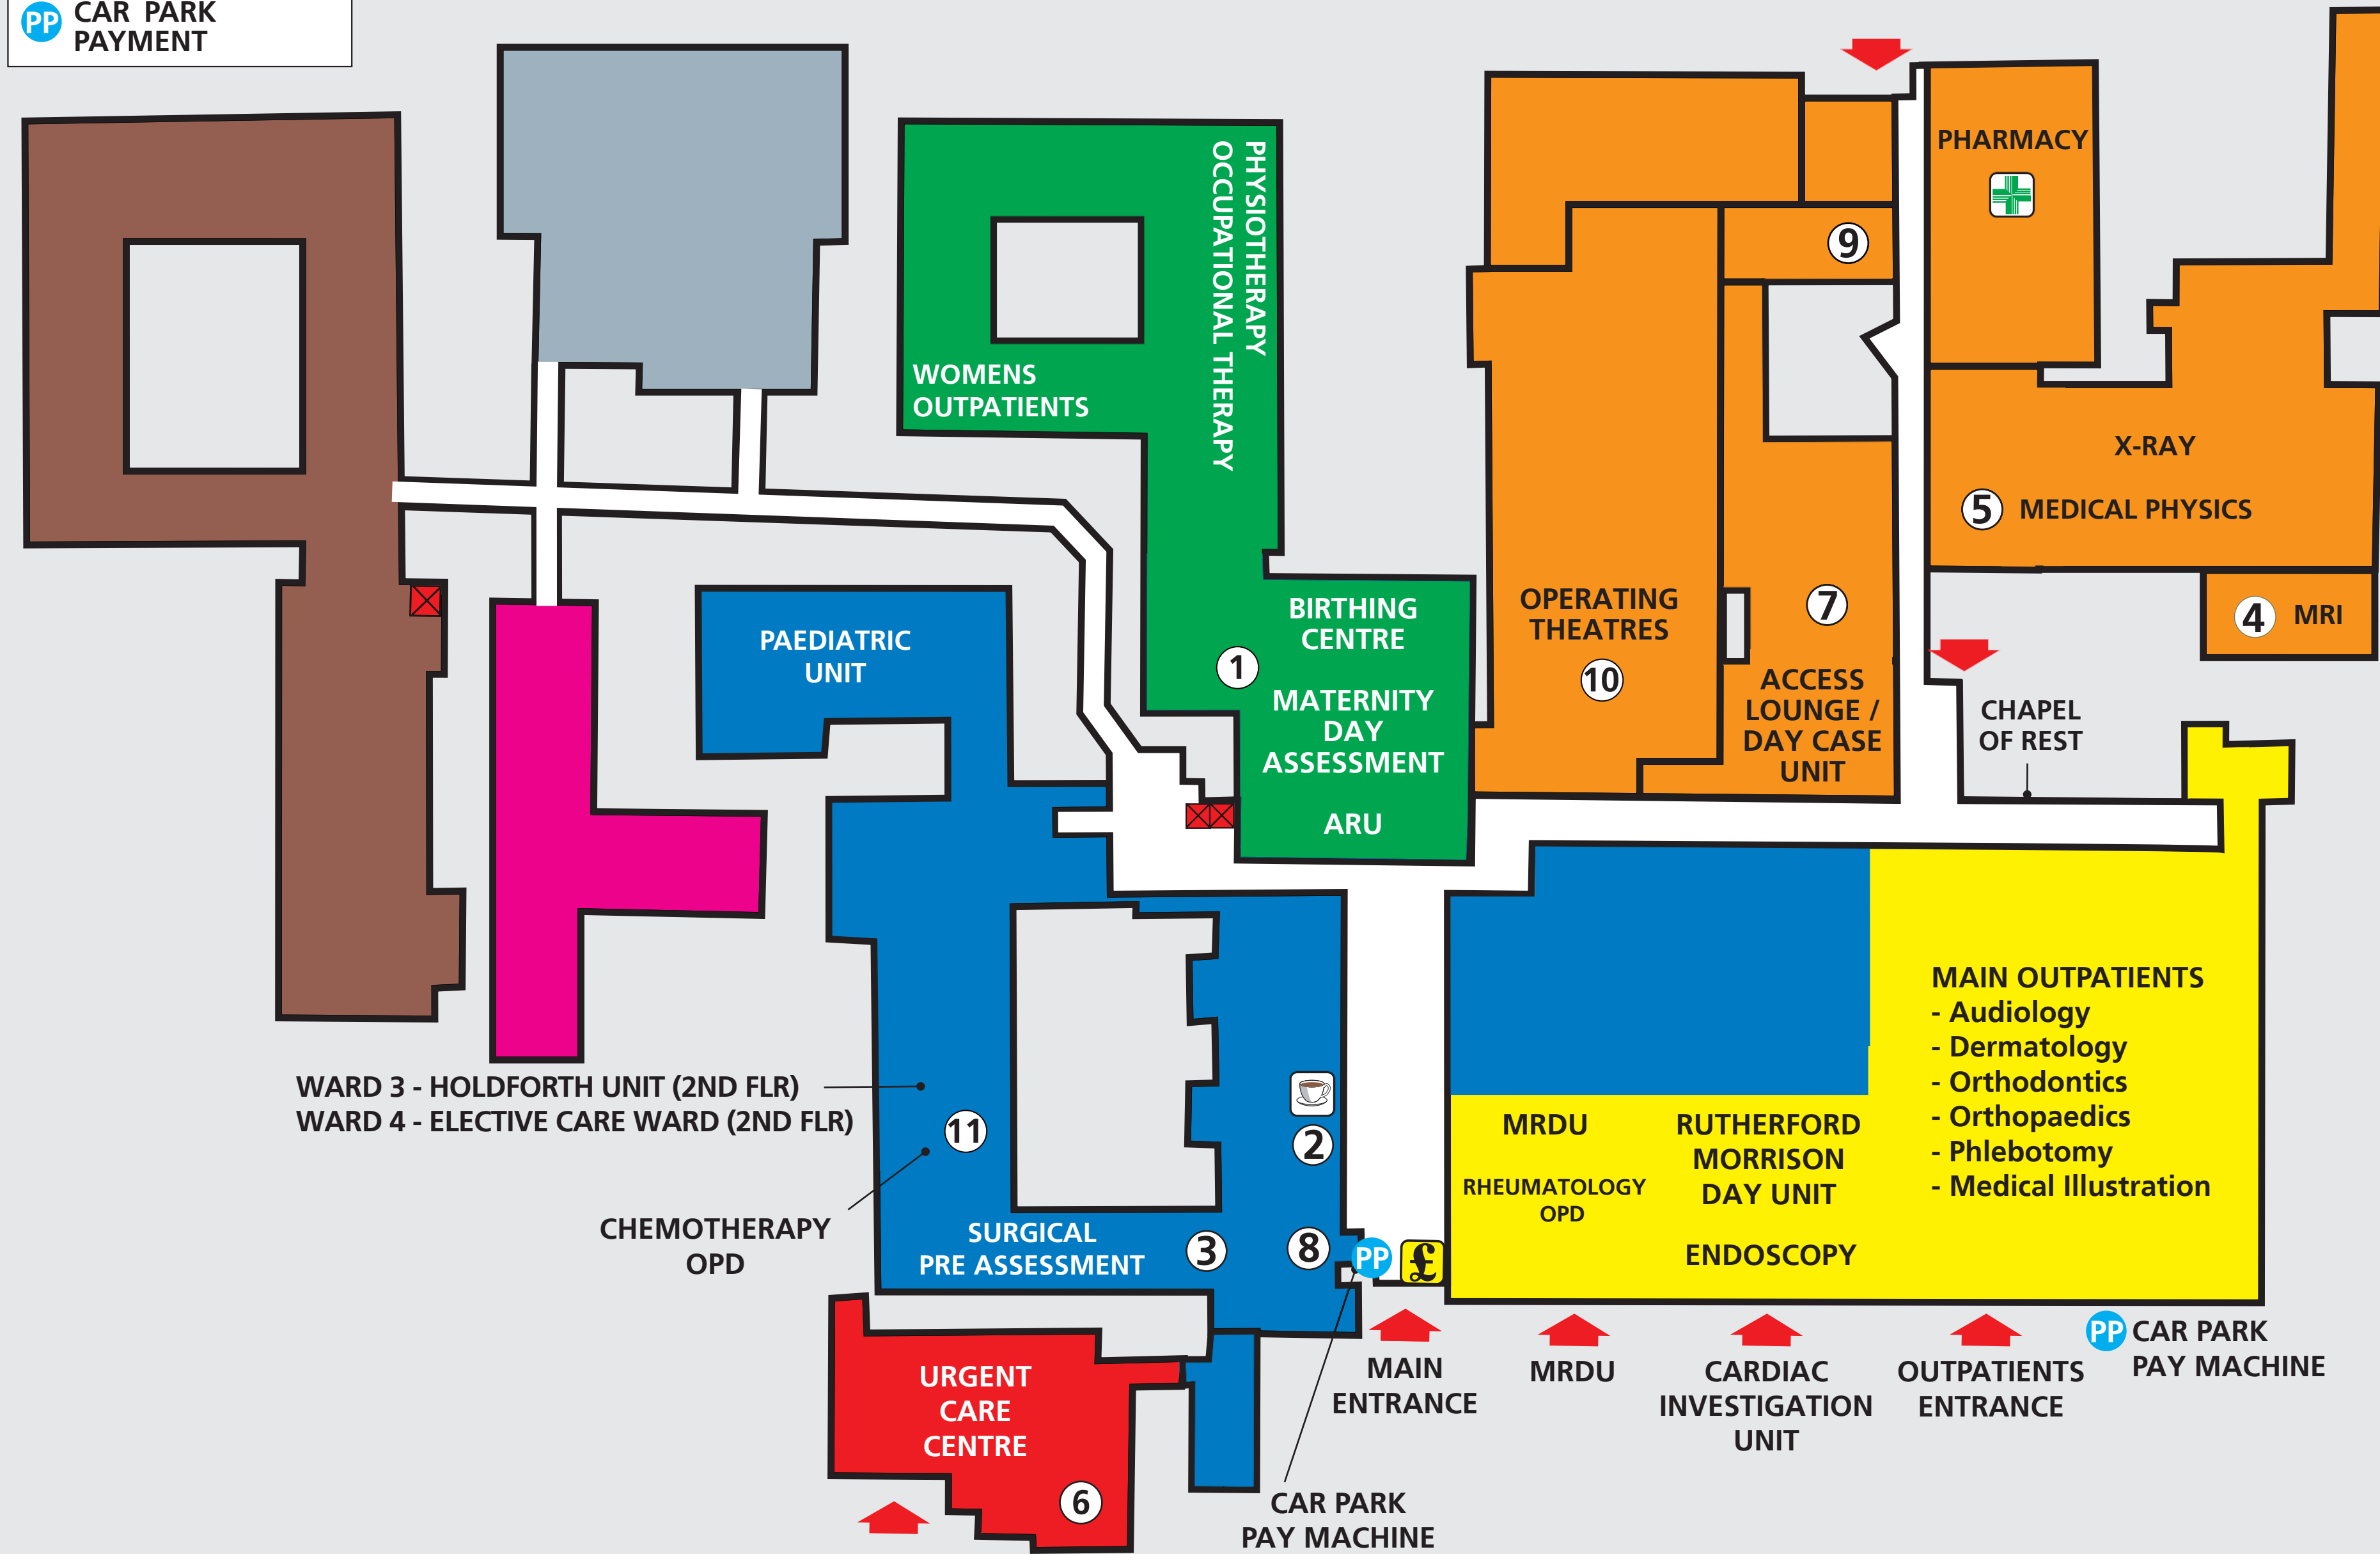 PP CAR PARK
PAYMENT
PHYSIOTHERAPY
OCCUPATIONAL THERAPY
WOMENS
OUTPATIENTS
PHARMACY
9
X-RAY
5 MEDICAL PHYSICS
4 MRI
OPERATING
THEATRES
10
7
ACCESS
LOUNGE /
DAY CASE
UNIT
CHAPEL
OF REST
BIRTHING
CENTRE
1
MATERNITY
DAY
ASSESSMENT
ARU
PAEDIATRIC
UNIT
WARD 3 - HOLDFORTH UNIT (2ND FLR)
WARD 4 - ELECTIVE CARE WARD (2ND FLR)
11
CHEMOTHERAPY
OPD
SURGICAL
PRE ASSESSMENT
3
2
8
PP
£
MRDU
RHEUMATOLOGY
OPD
RUTHERFORD
MORRISON
DAY UNIT
ENDOSCOPY
MAIN OUTPATIENTS
- Audiology
- Dermatology
- Orthodontics
- Orthopaedics
- Phlebotomy
- Medical Illustration
URGENT
CARE
CENTRE
6
MAIN
ENTRANCE
MRDU
CARDIAC
INVESTIGATION
UNIT
OUTPATIENTS
ENTRANCE
PP CAR PARK
PAY MACHINE
CAR PARK
PAY MACHINE